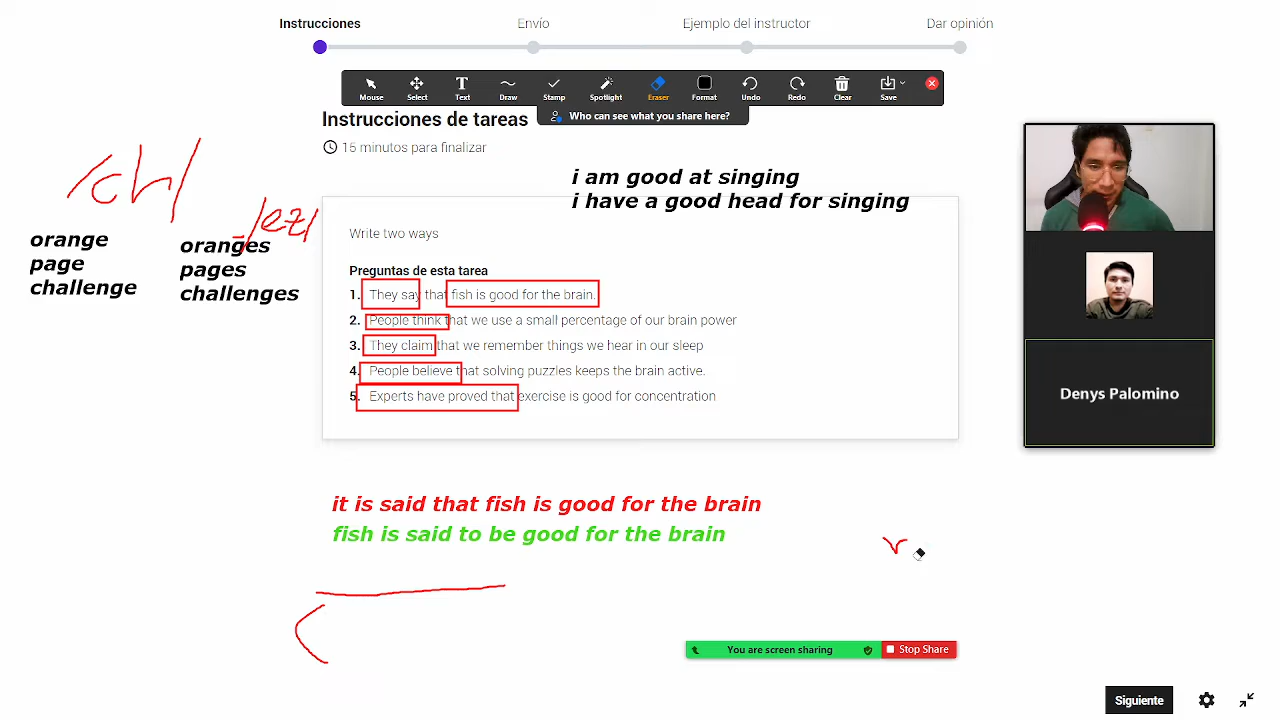 Instrucciones
Envío
Ejemplo del instructor
Dar opinión
Mouse
Select
Text
Draw
Stamp
Spotlight
Eraser
Format
Undo
Redo
Clear
Save
Who can see what you share here?
Instrucciones de tareas
16 minutos para finalizar
i am good at singing
i have a good head for singing
/ch/
/ez/
orange
page
challenge
oranges
pages
challenges
Write two ways
Preguntas de esta tarea
1. They say that fish is good for the brain.
2. People think that we use a small percentage of our brain power
3. They claim that we remember things we hear in our sleep
4. People believe that solving puzzles keeps the brain active.
5. Experts have proved that exercise is good for concentration
Denys Palomino
it is said that fish is good for the brain
fish is said to be good for the brain
You are screen sharing
Stop Share
Siguiente